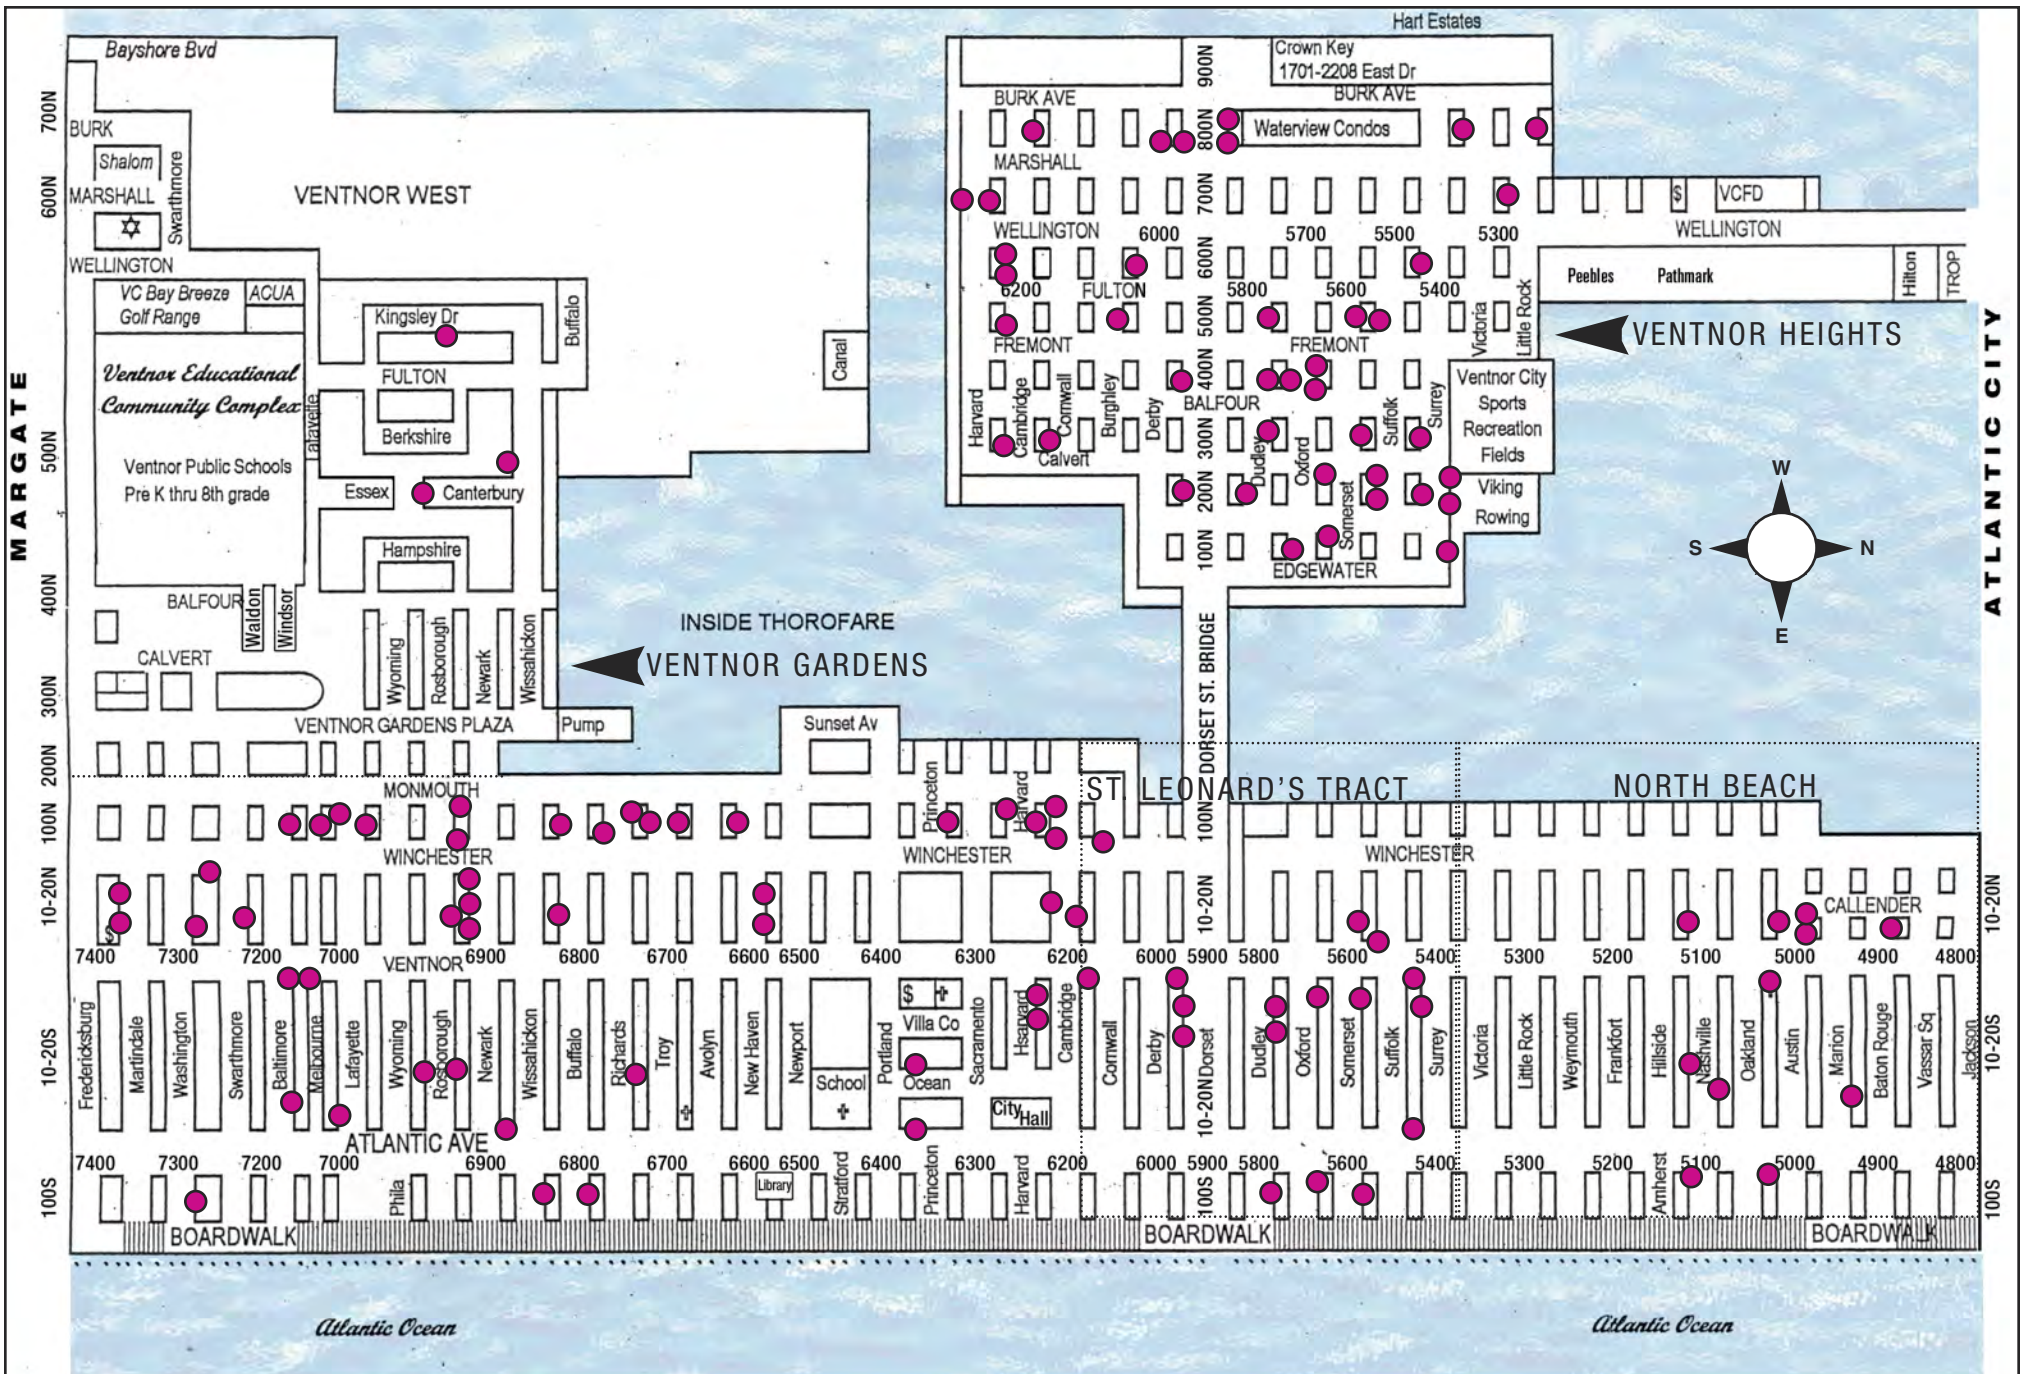 Hart Estates
Bayshore Bvd
Crown Key
1701-2208 East Dr
900N
700N
BURK
BURK AVE
BURK AVE
800N
Waterview Condos
Shalom
Swarthmore
MARSHALL
600N
MARSHALL
VENTNOR WEST
700N
$
VCFD
WELLINGTON
WELLINGTON
6000
5700
5500
5300
WELLINGTON
600N
Peebles
Pathmark
Hilton
TROP
VC Bay Breeze
Golf Range
ACUA
Kingsley Dr
Buffalo
6200
FULTON
5800
5600
5400
500N
Victoria
Little Rock
VENTNOR HEIGHTS
FREMONT
FREMONT
Canal
MARGATE
ATLANTIC CITY
Ventnor Educational
Community Complex
Lafayette
FULTON
Berkshire
400N
BALFOUR
Ventnor City
Sports
Recreation
Fields
Harvard
Cambridge
Cornwall
Burghley
Derby
300N
Dudley
Oxford
Suffolk
Surrey
Calvert
500N
Ventnor Public Schools
Pre K thru 8th grade
Essex
Canterbury
200N
Somerset
Viking
Rowing
W
S
N
E
Hampshire
100N
EDGEWATER
400N
BALFOUR
Waldon
Windsor
INSIDE THOROFARE
VENTNOR GARDENS
CALVERT
Wyoming
Rosborough
Newark
Wissahickon
300N
VENTNOR GARDENS PLAZA
Pump
Sunset Av
DORSET ST. BRIDGE
200N
MONMOUTH
ST. LEONARD'S TRACT
NORTH BEACH
100N
Princeton
Harvard
100N
WINCHESTER
WINCHESTER
WINCHESTER
10-20N
10-20N
CALLENDER
10-20N
$
7400
7300
7200
7000
VENTNOR
6900
6800
6700
6600
6500
6400
6300
6200
6000
5900
5800
5600
5400
5300
5200
5100
5000
4900
4800
10-20S
Fredericksburg
Martindale
Washington
Swarthmore
Baltimore
Melbourne
Lafayette
Wyoming
Rosborough
Newark
Wissahickon
Buffalo
Richards
Troy
Avolyn
New Haven
Newport
School
Portland
$
Villa Co
Ocean
Sacramento
City Hall
Hsarvard
Cambridge
Cornwall
Derby
10-20NDorset
Dudley
Oxford
Somerset
Suffolk
Surrey
Victoria
Little Rock
Weymouth
Frankfort
Hillside
Nashville
Oakland
Austin
Marion
Baton Rouge
Vassar Sq
Jackson
10-20S
ATLANTIC AVE
7400
7300
7200
7000
6900
6800
6700
6600
6500
6400
6300
6200
6000
5900
5800
5600
5400
5300
5200
5100
5000
4900
4800
100S
Phila
Library
Stratford
Princeton
Harvard
100S
Amherst
100S
BOARDWALK
BOARDWALK
BOARDWALK
Atlantic Ocean
Atlantic Ocean